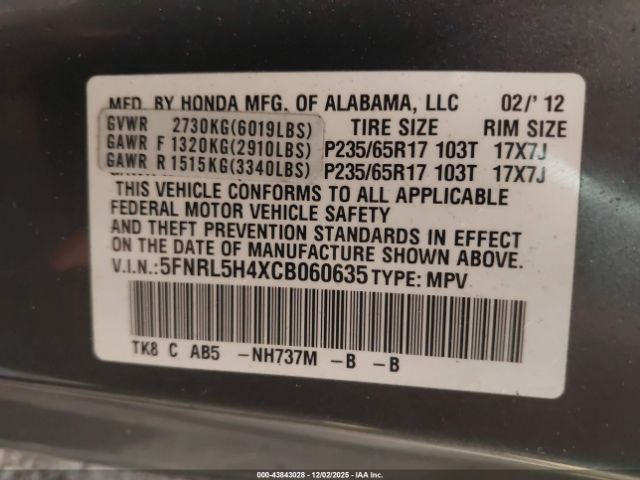 MFD. BY HONDA MFG. OF ALABAMA, LLC 02/' 12
GVWR 2730KG(6019LBS) TIRE SIZE RIM SIZE
GAWR F 1320KG(2910LBS) P235/65R17 103T 17X7J
GAWR R 1515KG(3340LBS) P235/65R17 103T 17X7J
THIS VEHICLE CONFORMS TO ALL APPLICABLE
FEDERAL MOTOR VEHICLE SAFETY
AND THEFT PREVENTION STANDARDS IN EFFECT
ON THE DATE OF MANUFACTURE SHOWN ABOVE.
V.I.N.:5FNRL5H4XCB060635 TYPE: MPV
TK8 C AB5 -NH737M -B -B
000-43843028 - 12/02/2025 - IAA Inc.